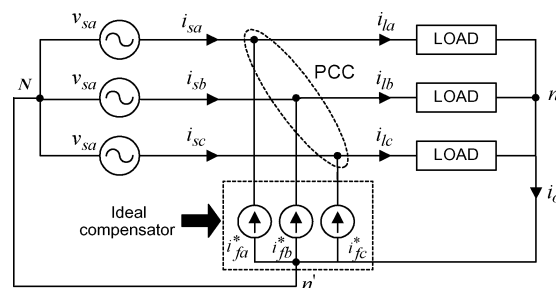 v_sa i_sa i_la LOAD
PCC
N v_sa i_sb i_lb LOAD n
v_sa i_sc i_lc LOAD
i_o
Ideal
compensator
i*_fa i*_fb i*_fc
n'